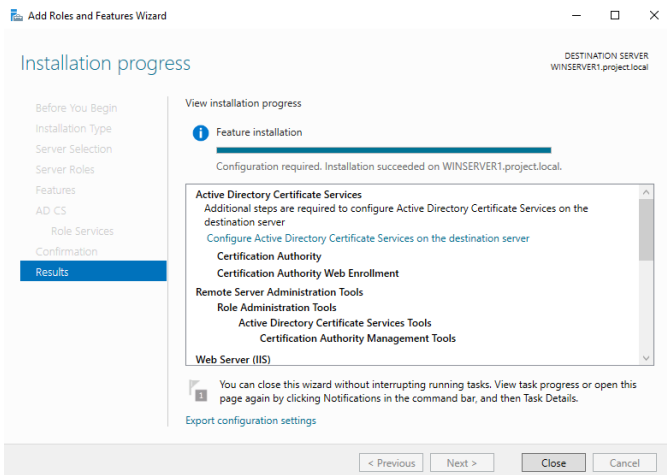 Add Roles and Features Wizard
Installation progress
DESTINATION SERVER
WINSERVER1.project.local
Before You Begin
Installation Type
Server Selection
Server Roles
Features
AD CS
Role Services
Confirmation
Results
View installation progress
Feature installation
Configuration required. Installation succeeded on WINSERVER1.project.local.
Active Directory Certificate Services
Additional steps are required to configure Active Directory Certificate Services on the
destination server
Configure Active Directory Certificate Services on the destination server
Certification Authority
Certification Authority Web Enrollment
Remote Server Administration Tools
Role Administration Tools
Active Directory Certificate Services Tools
Certification Authority Management Tools
Web Server (IIS)
1
You can close this wizard without interrupting running tasks. View task progress or open this
page again by clicking Notifications in the command bar, and then Task Details.
Export configuration settings
< Previous
Next >
Close
Cancel